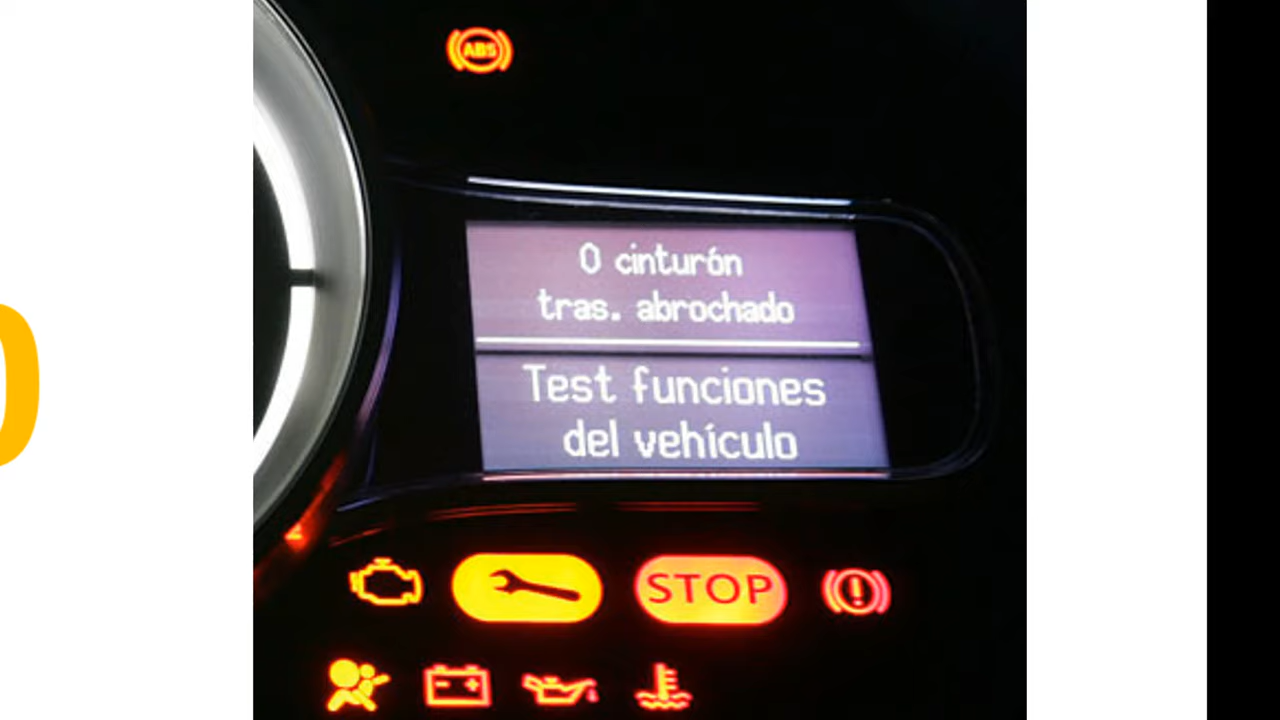 ABS
0 cinturón
tras. abrochado
Test funciones
del vehículo
STOP